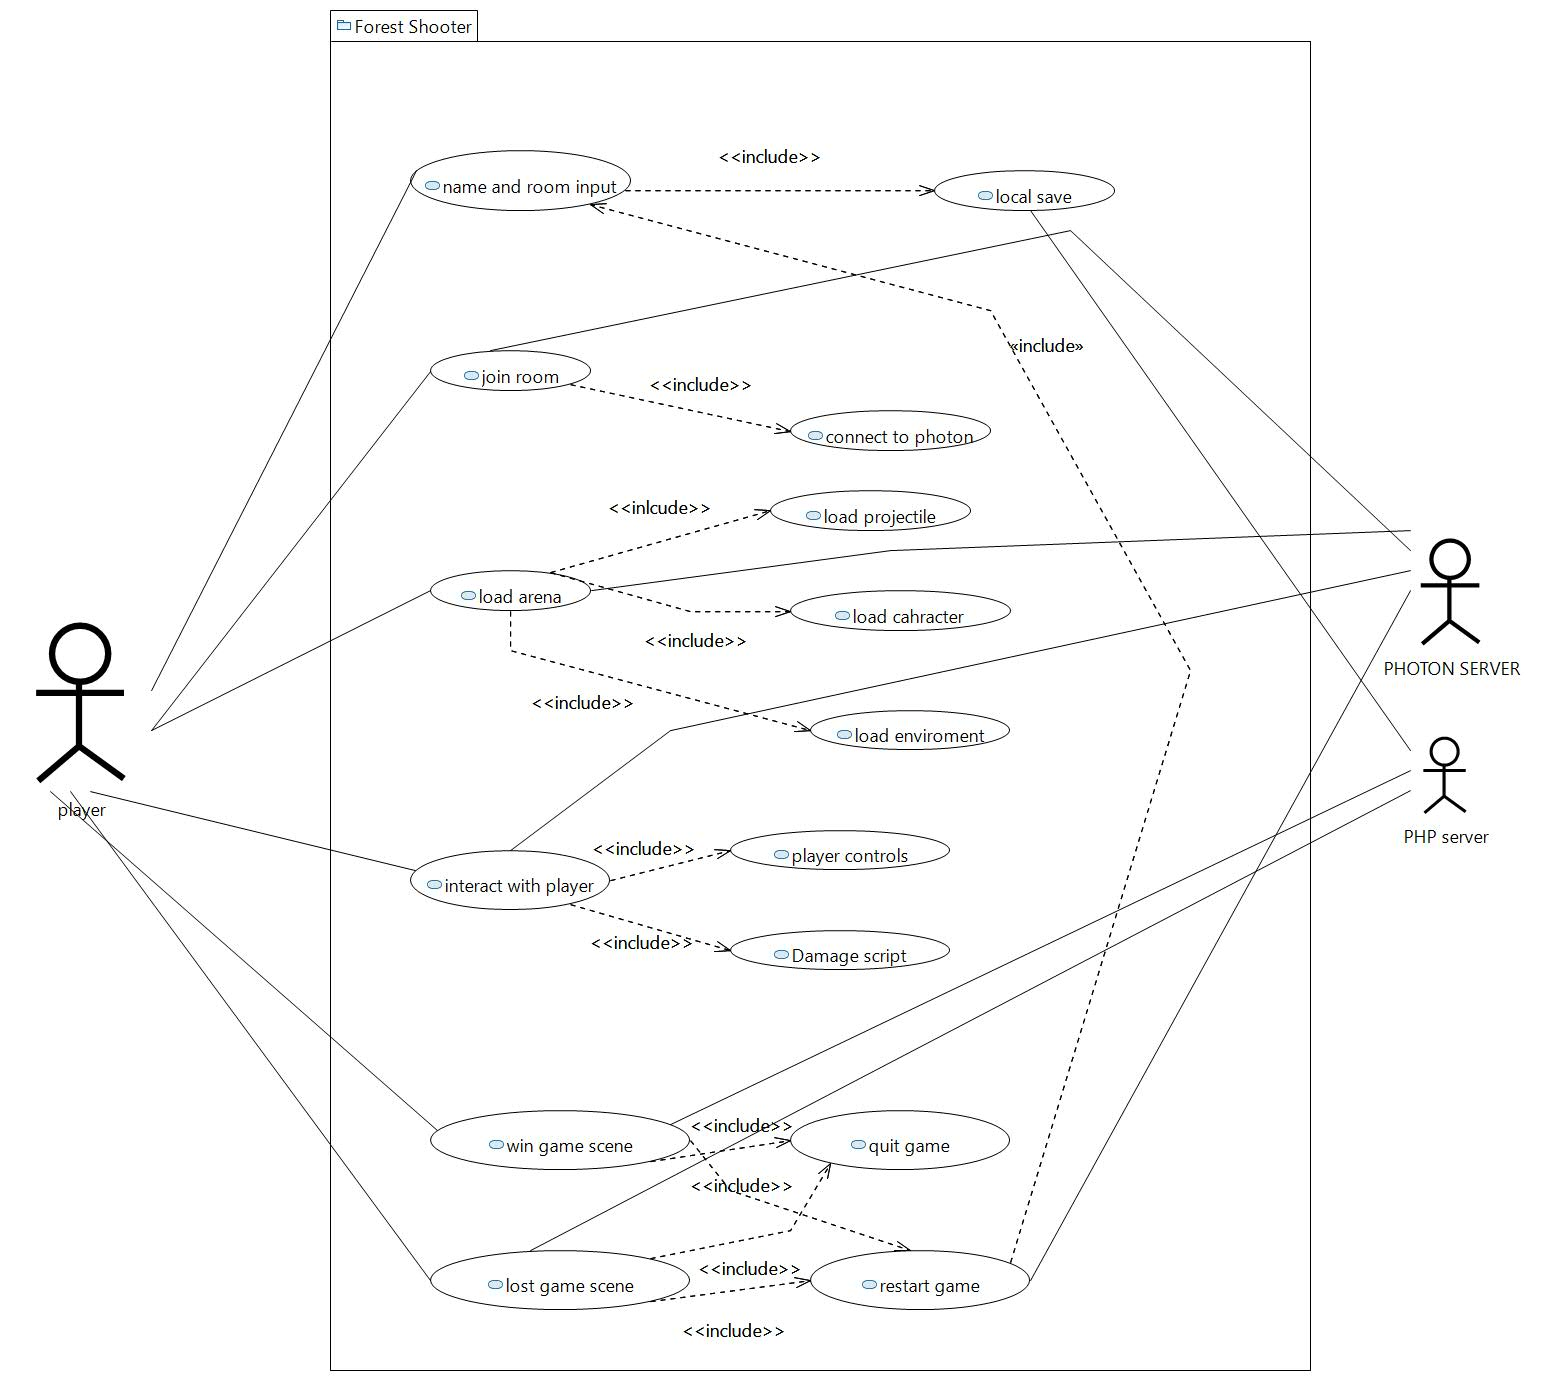 Forest Shooter
<<include>>
name and room input
local save
«include»
join room
<<include>>
connect to photon
<<inlcude>>
load projectile
load arena
load cahracter
<<include>>
PHOTON SERVER
<<include>>
load enviroment
player
PHP server
<<include>>
player controls
interact with player
<<include>>
Damage script
<<include>>
win game scene
quit game
<<include>>
<<include>>
lost game scene
restart game
<<include>>